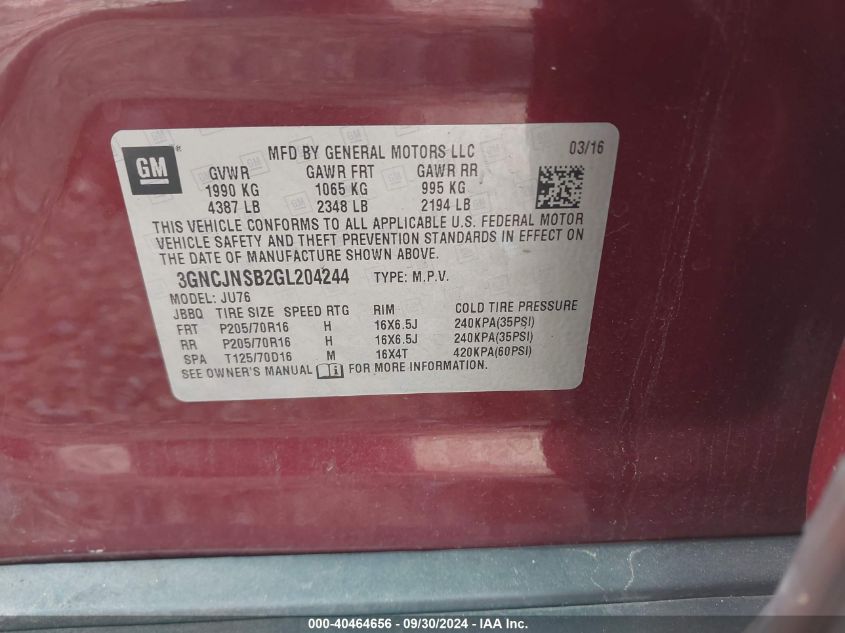 GM
MFD BY GENERAL MOTORS LLC 03/16
GVWR GAWR FRT GAWR RR
1990 KG 1065 KG 995 KG
4387 LB 2348 LB 2194 LB
THIS VEHICLE CONFORMS TO ALL APPLICABLE U.S. FEDERAL MOTOR
VEHICLE SAFETY AND THEFT PREVENTION STANDARDS IN EFFECT ON
THE DATE OF MANUFACTURE SHOWN ABOVE.
3GNCJNSB2GL204244 TYPE: M.P.V.
MODEL: JU76
JBBQ TIRE SIZE SPEED RTG RIM COLD TIRE PRESSURE
FRT P205/70R16 H 16X6.5J 240KPA(35PSI)
RR P205/70R16 H 16X6.5J 240KPA(35PSI)
SPA T125/70D16 M 16X4T 420KPA(60PSI)
SEE OWNER'S MANUAL i FOR MORE INFORMATION.
000-40464656 - 09/30/2024 - IMPACT Auto Auctions, Inc.